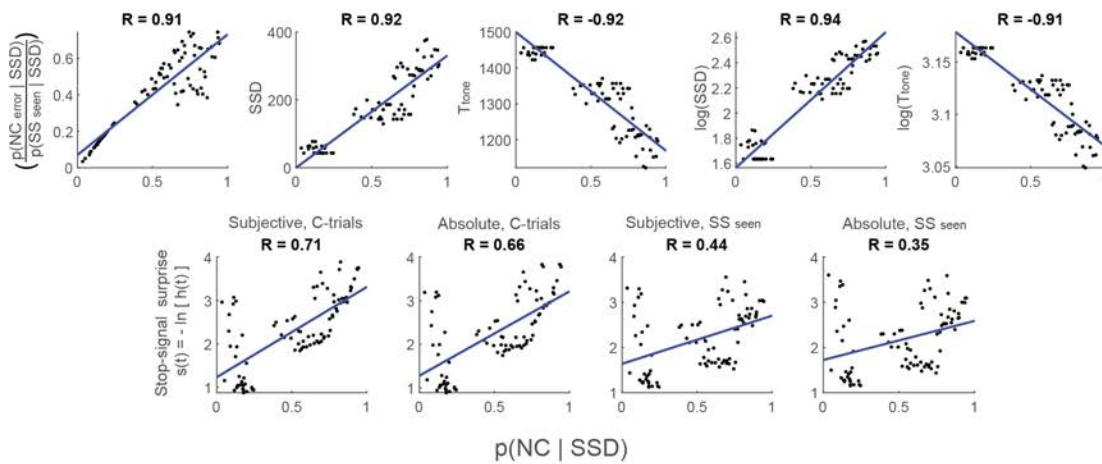 R = 0.91 R = 0.92 R = -0.92 R = 0.94 R = -0.91
( p(NC error | SSD) / p(SS seen | SSD) )
0.6
0.4
0.2
0
0 0.5 1
SSD
400
200
0
0 0.5 1
Ttone
1500
1400
1300
1200
0 0.5 1
log(SSD)
2.6
2.4
2.2
2
1.8
1.6
0 0.5 1
log(Ttone)
3.15
3.1
3.05
0 0.5 1
Subjective, C-trials Absolute, C-trials Subjective, SS seen Absolute, SS seen
R = 0.71 R = 0.66 R = 0.44 R = 0.35
Stop-signal surprise
s(t) = - ln [ h(t) ]
4
3
2
1
0 0.5 1
4
3
2
1
0 0.5 1
4
3
2
1
0 0.5 1
4
3
2
1
0 0.5 1
p(NC | SSD)